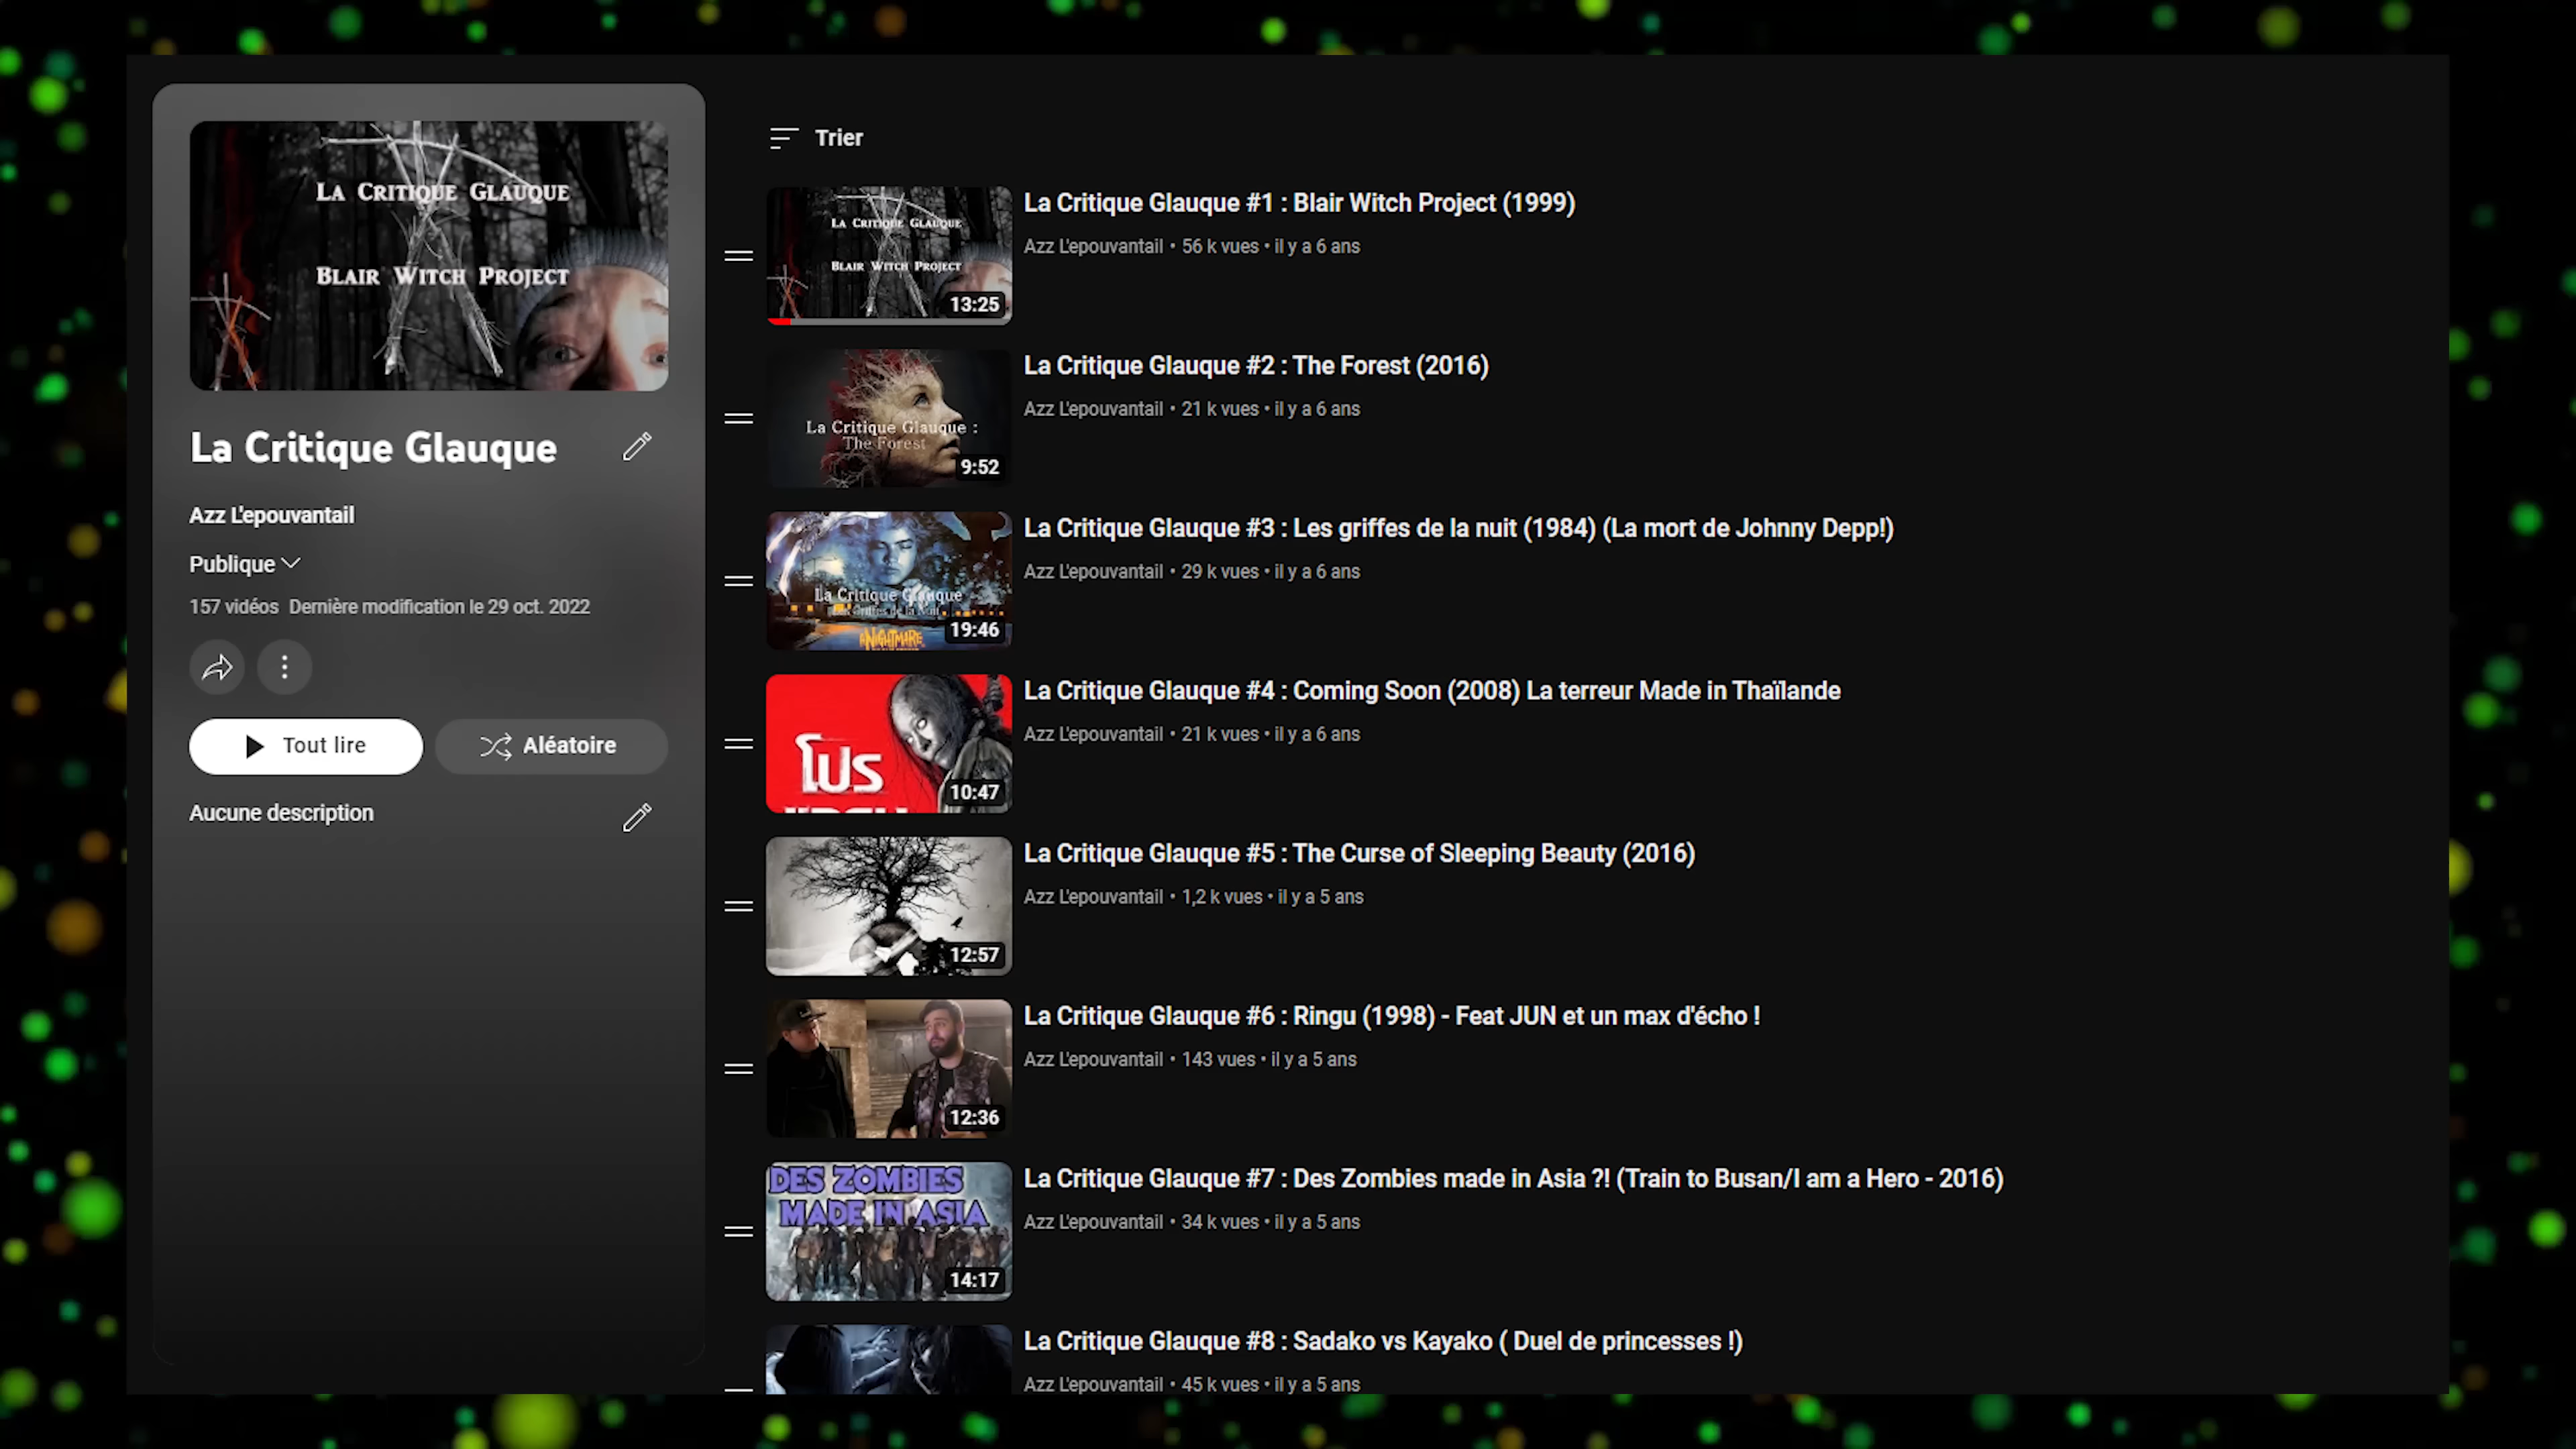 La Critique Glauque
Blair Witch Project
La Critique Glauque
Azz L'epouvantail
Publique
157 vidéos Dernière modification le 29 oct. 2022
Tout lire
Aléatoire
Aucune description
Trier
La Critique Glauque
Blair Witch Project
13:25
La Critique Glauque #1 : Blair Witch Project (1999)
Azz L'epouvantail • 56 k vues • il y a 6 ans
La Critique Glauque :
The Forest
9:52
La Critique Glauque #2 : The Forest (2016)
Azz L'epouvantail • 21 k vues • il y a 6 ans
La Critique Glauque
Les Griffes de la Nuit
A NIGHTMARE
19:46
La Critique Glauque #3 : Les griffes de la nuit (1984) (La mort de Johnny Depp!)
Azz L'epouvantail • 29 k vues • il y a 6 ans
10:47
La Critique Glauque #4 : Coming Soon (2008) La terreur Made in Thaïlande
Azz L'epouvantail • 21 k vues • il y a 6 ans
12:57
La Critique Glauque #5 : The Curse of Sleeping Beauty (2016)
Azz L'epouvantail • 1,2 k vues • il y a 5 ans
12:36
La Critique Glauque #6 : Ringu (1998) - Feat JUN et un max d'écho !
Azz L'epouvantail • 143 vues • il y a 5 ans
DES ZOMBIES
MADE IN ASIA
14:17
La Critique Glauque #7 : Des Zombies made in Asia ?! (Train to Busan/I am a Hero - 2016)
Azz L'epouvantail • 34 k vues • il y a 5 ans
La Critique Glauque #8 : Sadako vs Kayako ( Duel de princesses !)
Azz L'epouvantail • 45 k vues • il y a 5 ans